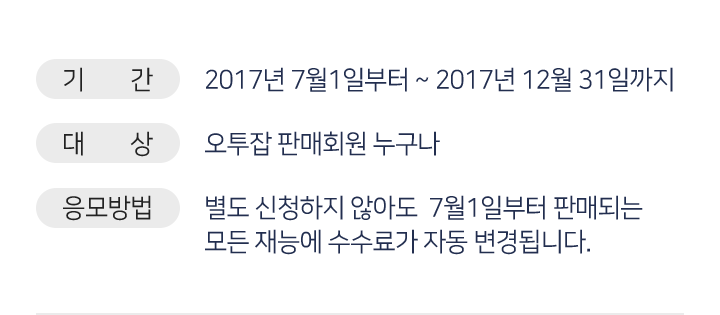 기 간 2017년 7월1일부터 ~ 2017년 12월 31일까지
대 상 오투잡 판매회원 누구나
응모방법 별도 신청하지 않아도 7월1일부터 판매되는
모든 재능에 수수료가 자동 변경됩니다.